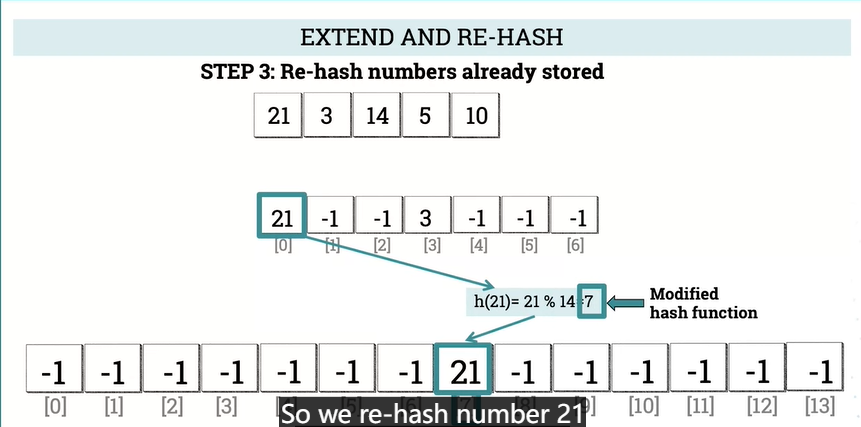 EXTEND AND RE-HASH
STEP 3: Re-hash numbers already stored
21 3 14 5 10
21 -1 -1 3 -1 -1 -1
[0] [1] [2] [3] [4] [5] [6]
h(21)= 21 % 14=7
Modified
hash function
-1 -1 -1 -1 -1 -1 -1 21 -1 -1 -1 -1 -1 -1
[0] [1] [2] [3] [4] [5] [6] [7] [9] [10] [11] [12] [13]
So we re-hash number 21